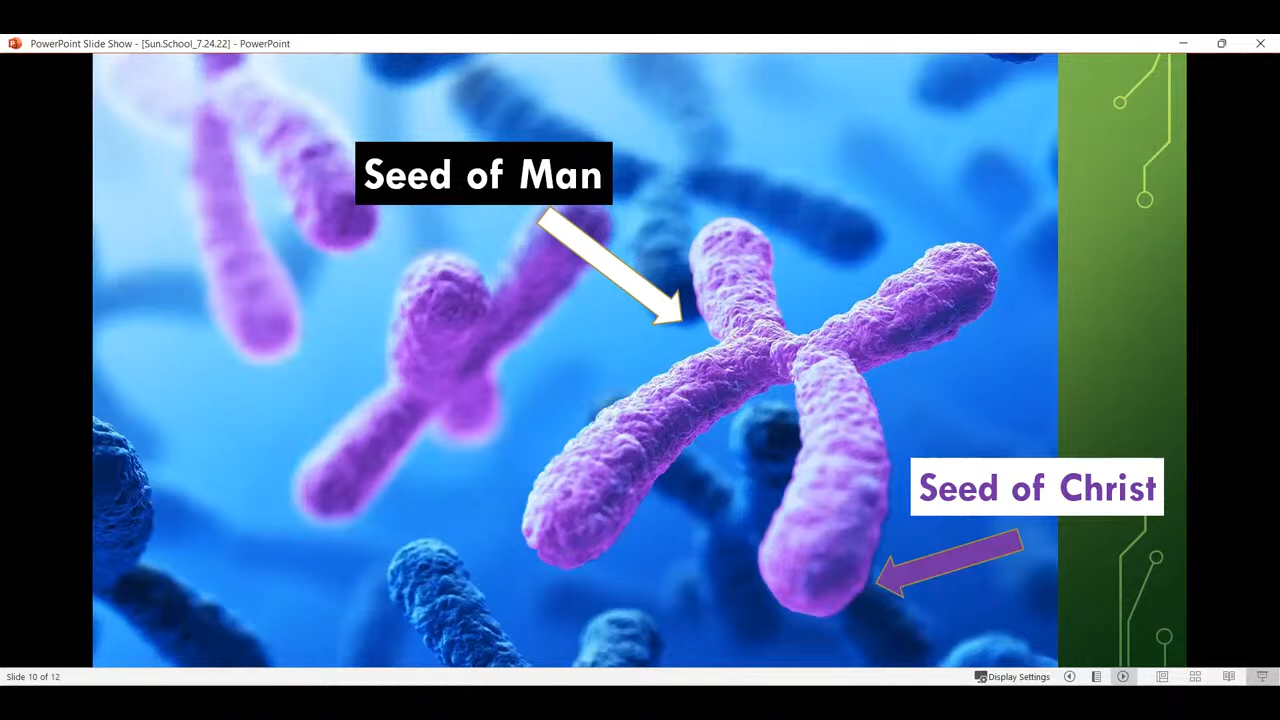 PowerPoint Slide Show - [Sun.School_7.24.22] - PowerPoint
Seed of Man
Seed of Christ
Slide 10 of 12
Display Settings